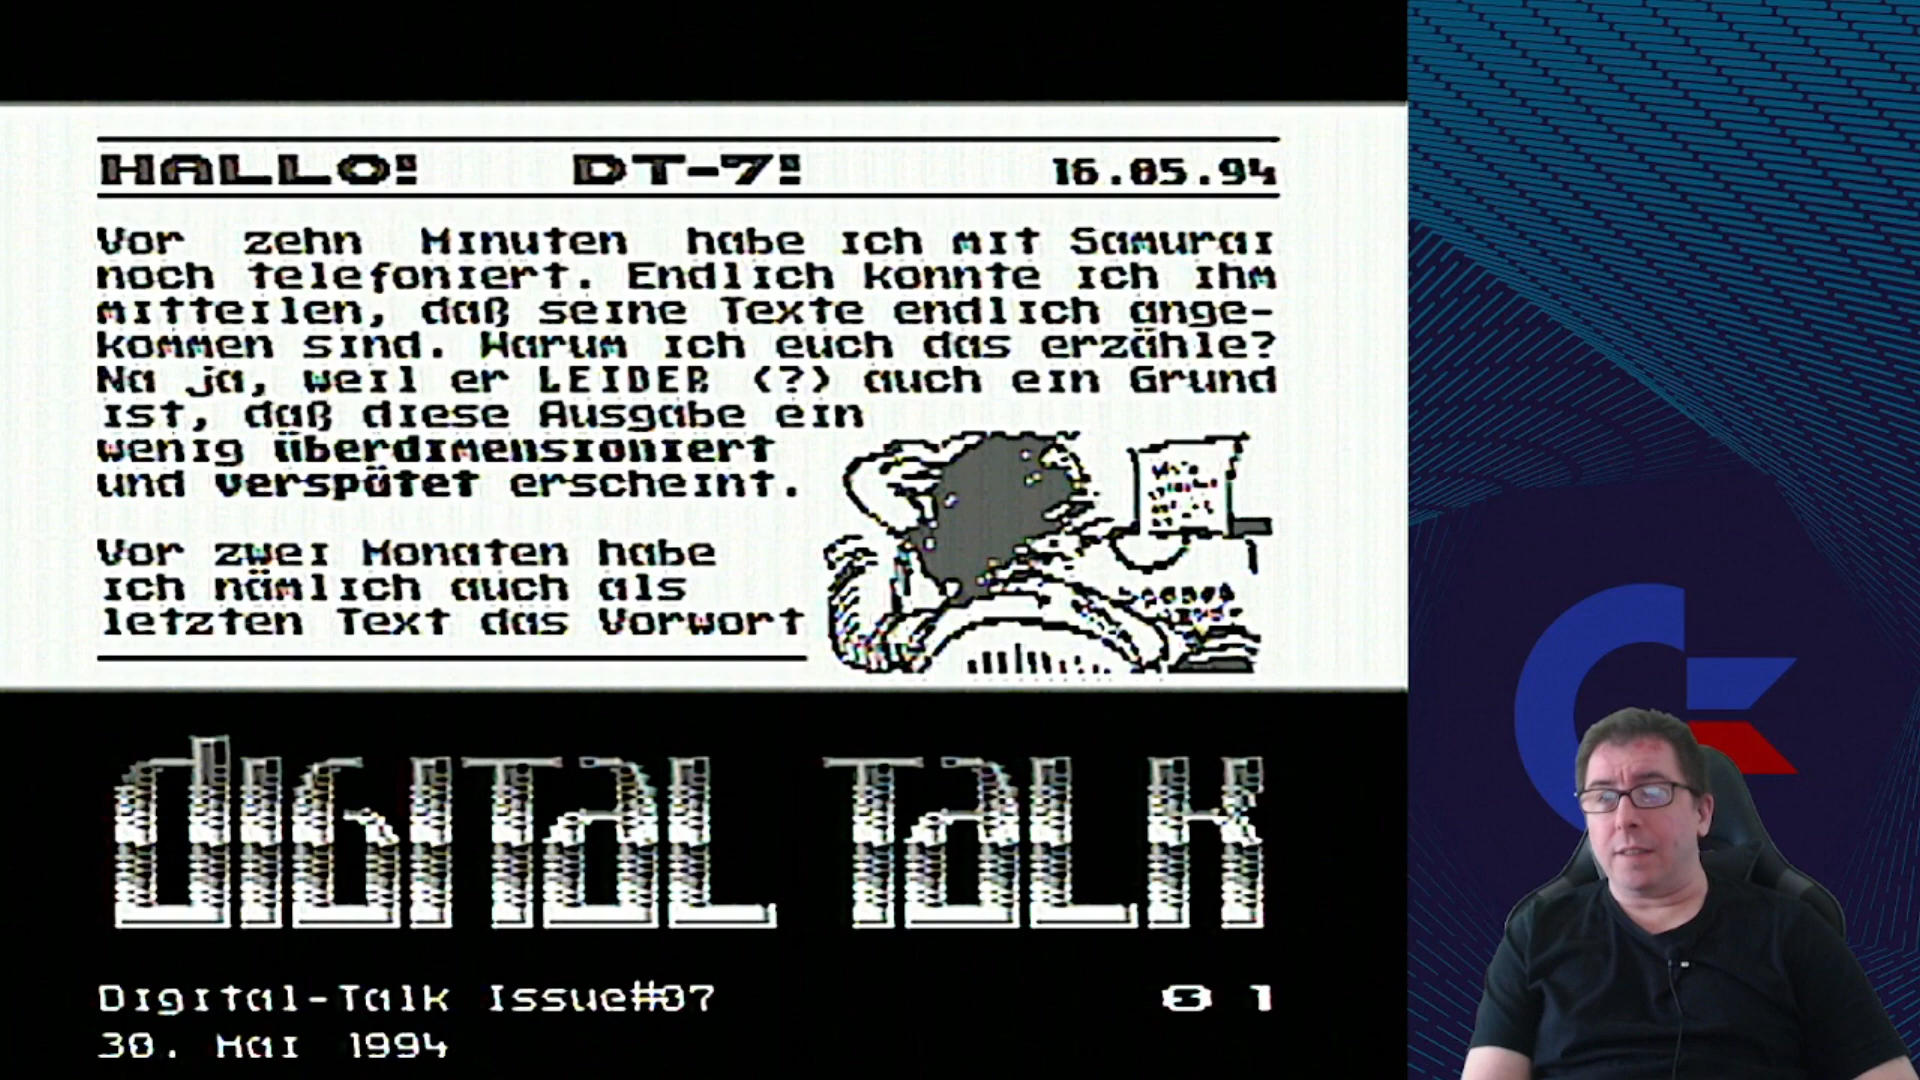 HALLO! DT-7! 16.05.94
Vor zehn Minuten habe ich mit Samurai
noch telefoniert. Endlich konnte ich ihm
mitteilen, daß seine Texte endlich ange-
kommen sind. Warum ich euch das erzähle?
Na ja, weil er LEIDER (?) auch ein Grund
ist, daß diese Ausgabe ein
wenig überdimensioniert
und verspätet erscheint.
Vor zwei Monaten habe
ich nämlich auch als
letzten Text das Vorwort
DIGITAL TALK
Digital-Talk Issue#07 1
30. Mai 1994